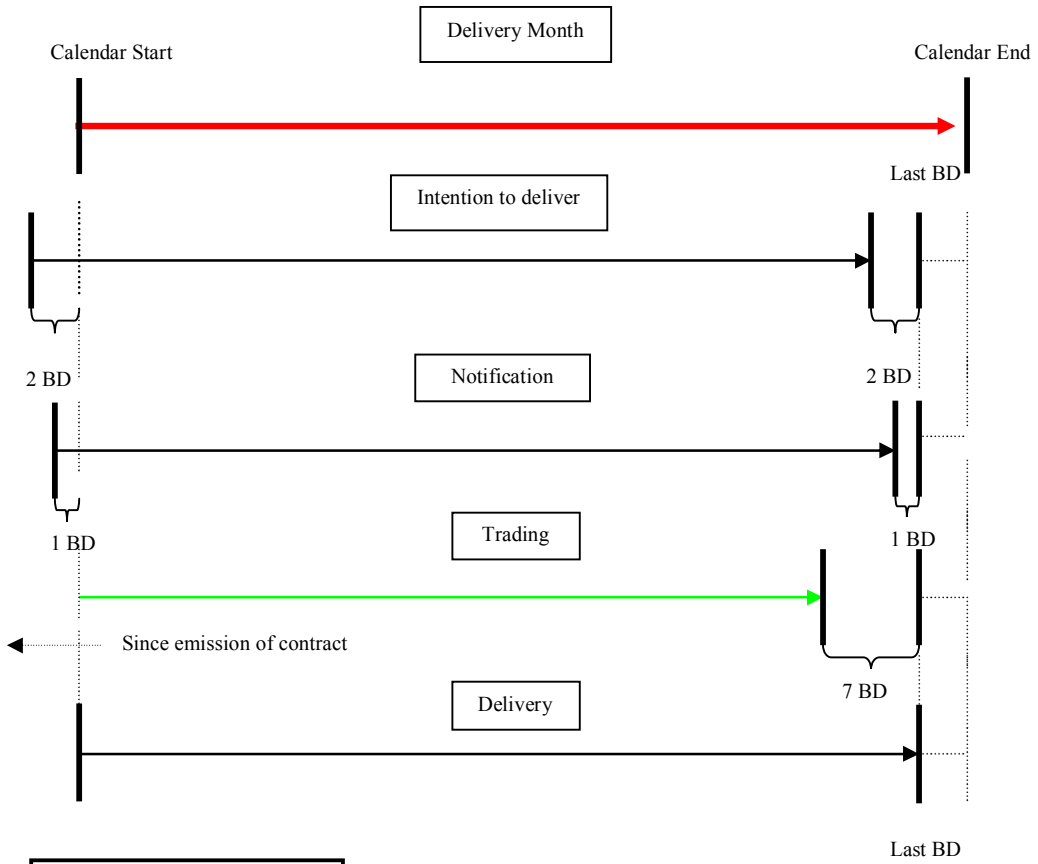 Delivery Month
Calendar Start
Calendar End
Last BD
Intention to deliver
2 BD
2 BD
Notification
1 BD
1 BD
Trading
Since emission of contract
7 BD
Delivery
Last BD